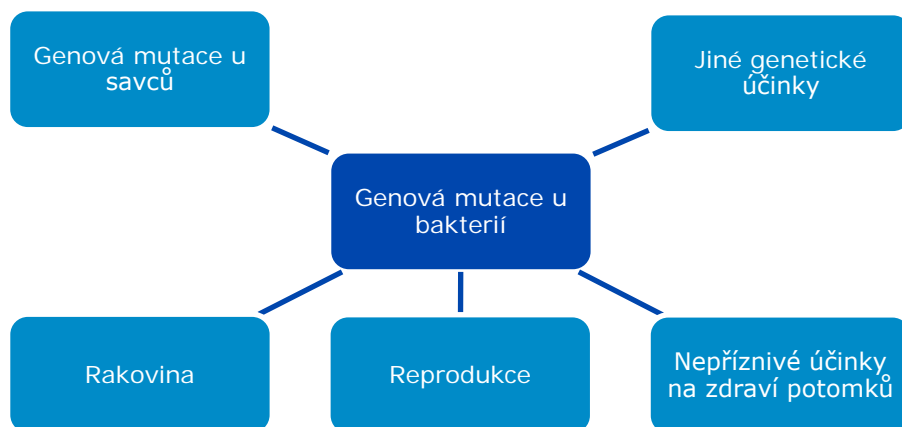 Genová mutace u
savců
Jiné genetické
účinky
Genová mutace u
bakterií
Rakovina
Reprodukce
Nepříznivé účinky
na zdraví potomků